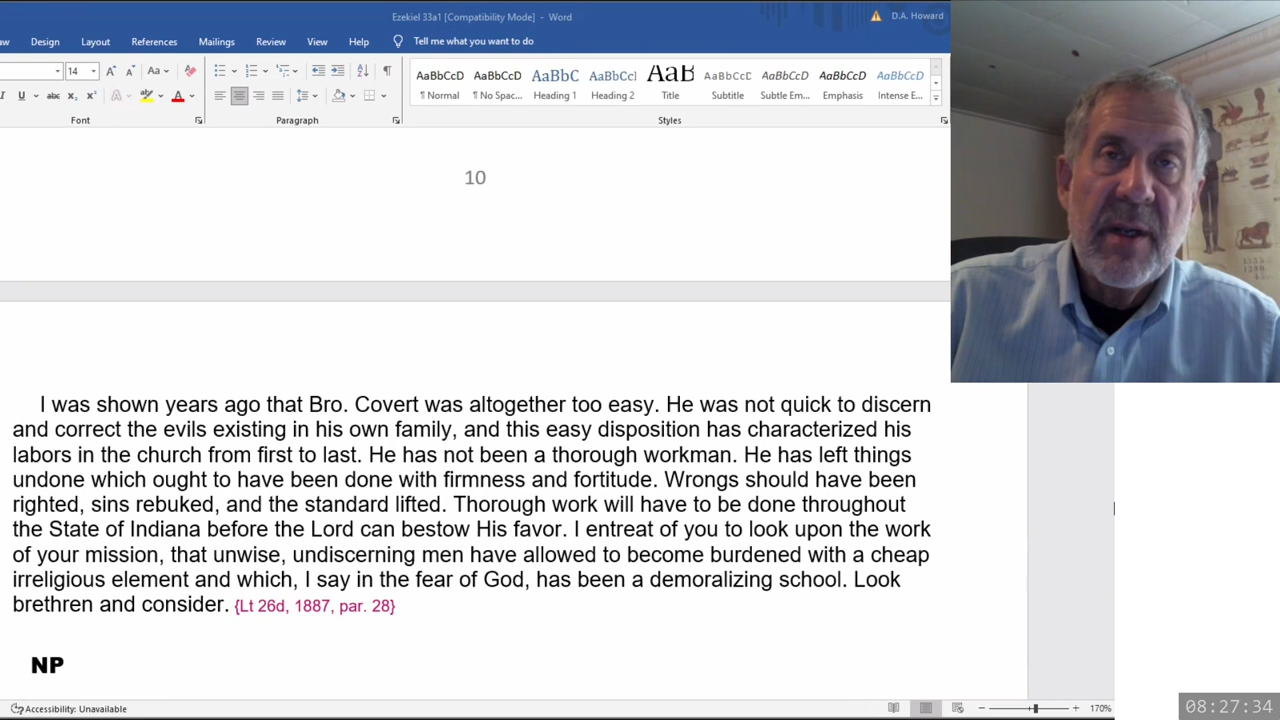 Ezekiel 33a1 [Compatibility Mode] - Word
D.A. Howard
aw Design Layout References Mailings Review View Help Tell me what you want to do
14 A A Aa
AaBbCcD AaBbCcD AaBbC AaBbCcl AaB AaBbCcD AaBbCcD AaBbCcD AaBbCcD
I U abc x₂ x² A A
¶ Normal ¶ No Spac... Heading 1 Heading 2 Title Subtitle Subtle Em... Emphasis Intense E...
Font Paragraph Styles
10
I was shown years ago that Bro. Covert was altogether too easy. He was not quick to discern
and correct the evils existing in his own family, and this easy disposition has characterized his
labors in the church from first to last. He has not been a thorough workman. He has left things
undone which ought to have been done with firmness and fortitude. Wrongs should have been
righted, sins rebuked, and the standard lifted. Thorough work will have to be done throughout
the State of Indiana before the Lord can bestow His favor. I entreat of you to look upon the work
of your mission, that unwise, undiscerning men have allowed to become burdened with a cheap
irreligious element and which, I say in the fear of God, has been a demoralizing school. Look
brethren and consider. {Lt 26d, 1887, par. 28}
NP
Accessibility: Unavailable
170%
08:27:34